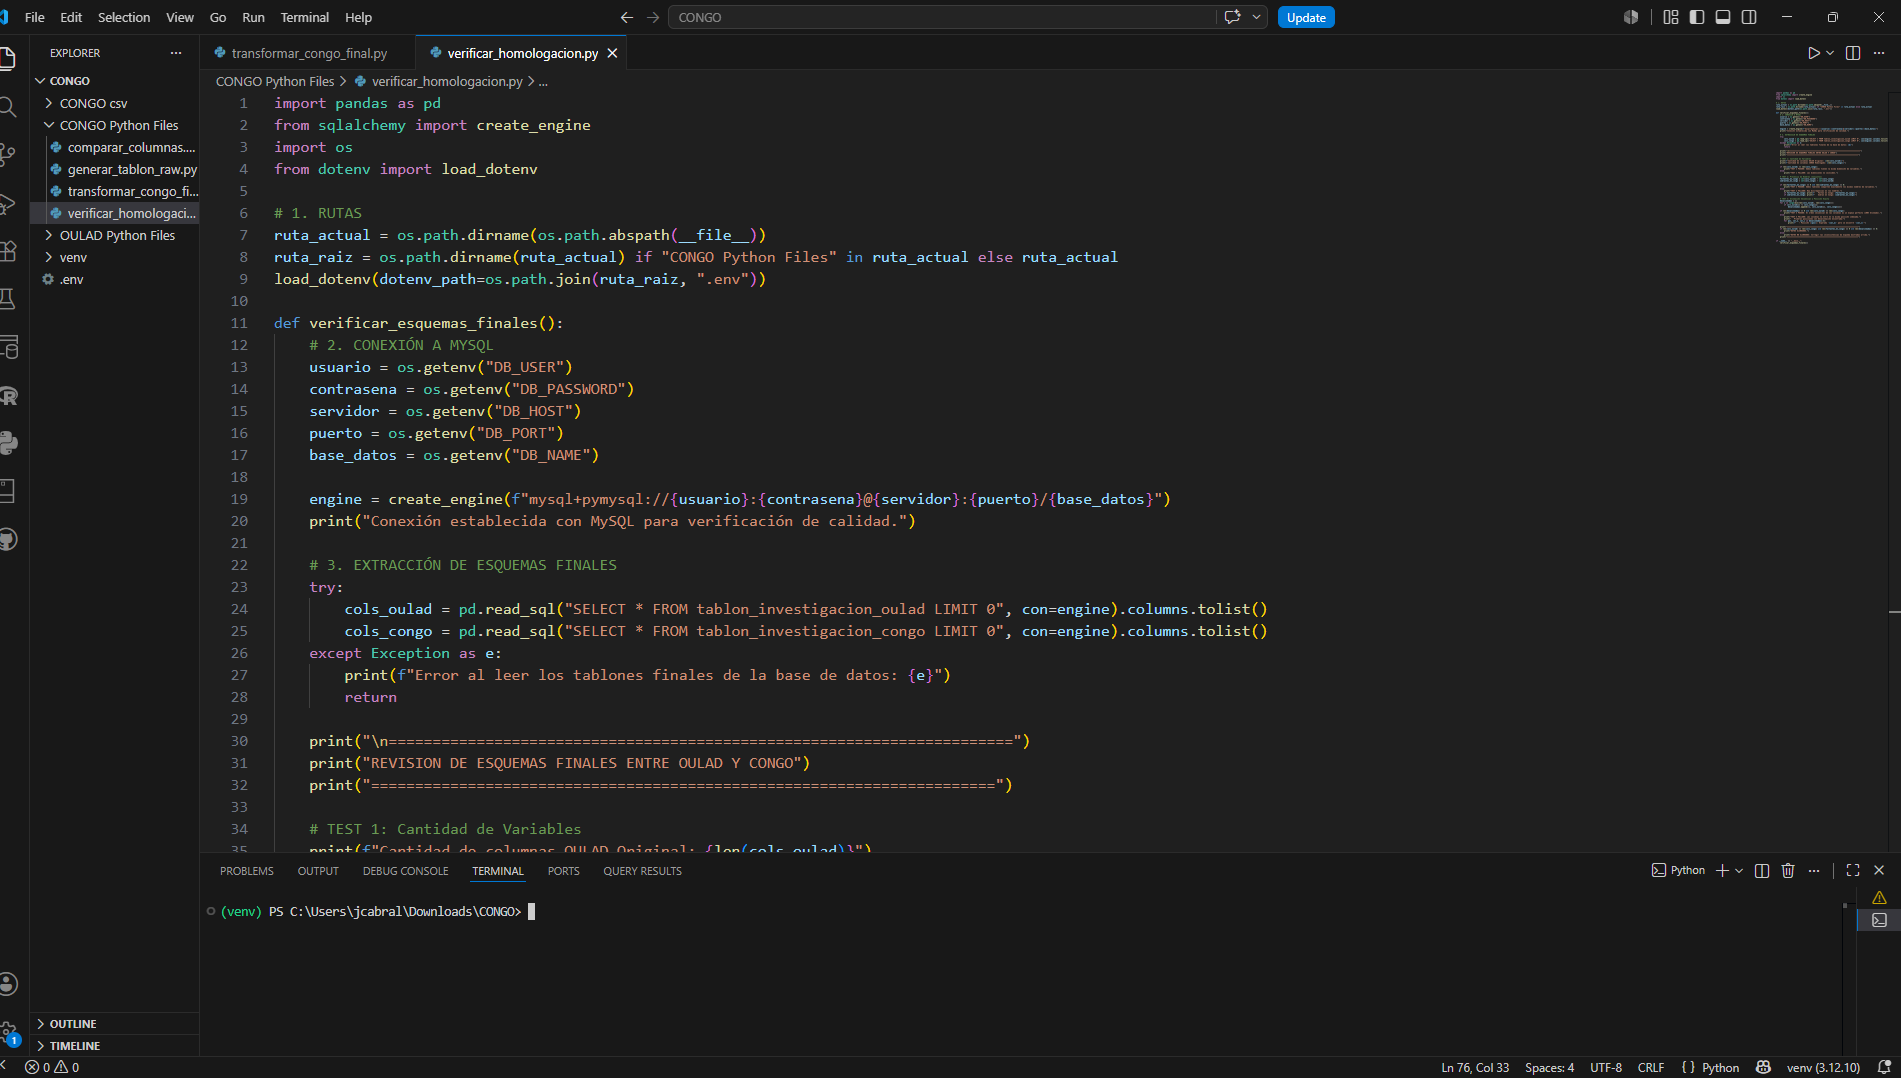 File Edit Selection View Go Run Terminal Help
CONGO
Update
EXPLORER
CONGO
CONGO csv
CONGO Python Files
comparar_columnas....
generar_tablon_raw.py
transformar_congo_fi...
verificar_homologaci...
OULAD Python Files
venv
.env
OUTLINE
TIMELINE
transformar_congo_final.py
verificar_homologacion.py
CONGO Python Files > verificar_homologacion.py > ...
1 import pandas as pd
2 from sqlalchemy import create_engine
3 import os
4 from dotenv import load_dotenv
5
6 # 1. RUTAS
7 ruta_actual = os.path.dirname(os.path.abspath(__file__))
8 ruta_raiz = os.path.dirname(ruta_actual) if "CONGO Python Files" in ruta_actual else ruta_actual
9 load_dotenv(dotenv_path=os.path.join(ruta_raiz, ".env"))
10
11 def verificar_esquemas_finales():
12 # 2. CONEXIÓN A MYSQL
13 usuario = os.getenv("DB_USER")
14 contrasena = os.getenv("DB_PASSWORD")
15 servidor = os.getenv("DB_HOST")
16 puerto = os.getenv("DB_PORT")
17 base_datos = os.getenv("DB_NAME")
18
19 engine = create_engine(f"mysql+pymysql://{usuario}:{contrasena}@{servidor}:{puerto}/{base_datos}")
20 print("Conexión establecida con MySQL para verificación de calidad.")
21
22 # 3. EXTRACCIÓN DE ESQUEMAS FINALES
23 try:
24 cols_oulad = pd.read_sql("SELECT * FROM tablon_investigacion_oulad LIMIT 0", con=engine).columns.tolist()
25 cols_congo = pd.read_sql("SELECT * FROM tablon_investigacion_congo LIMIT 0", con=engine).columns.tolist()
26 except Exception as e:
27 print(f"Error al leer los tablones finales de la base de datos: {e}")
28 return
29
30 print("\n=======================================================================")
31 print("REVISION DE ESQUEMAS FINALES ENTRE OULAD Y CONGO")
32 print("=======================================================================")
33
34 # TEST 1: Cantidad de Variables
35 print(f"Cantidad de columnas OULAD Original: {len(cols_oulad)}")
PROBLEMS OUTPUT DEBUG CONSOLE TERMINAL PORTS QUERY RESULTS
Python
(venv) PS C:\Users\jcabral\Downloads\CONGO>
1
0 0
Ln 76, Col 33 Spaces: 4 UTF-8 CRLF { } Python venv (3.12.10)